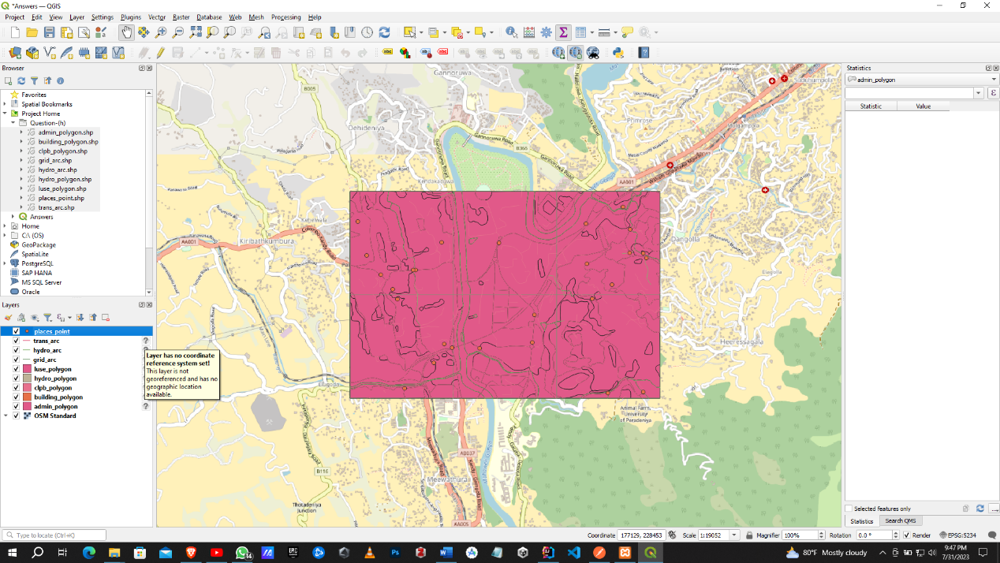 *Answers — QGIS
Project Edit View Layer Settings Plugins Vector Raster Database Web Mesh Processing Help
Browser
Favorites
Spatial Bookmarks
Project Home
Question-(h)
admin_polygon.shp
building_polygon.shp
clpb_polygon.shp
grid_arc.shp
hydro_arc.shp
hydro_polygon.shp
luse_polygon.shp
places_point.shp
trans_arc.shp
Answers
Home
C:\ (OS)
GeoPackage
SpatiaLite
PostgreSQL
SAP HANA
MS SQL Server
Oracle
Layers
places_point
trans_arc
hydro_arc
grid_arc
luse_polygon
hydro_polygon
clpb_polygon
building_polygon
admin_polygon
OSM Standard
Layer has no coordinate
reference system set!
This layer is not
georeferenced and has no
geographic location
available.
Gannoruwa
B005
Dehideniya
Gannoruwa Road
B365
Gannoruwa Road
Primrose
Mulgampola
AA001
Kendakaduwa
Kehelwala
Kiribathkumbura
AA001
Dangolla
Heeressagala
Animal Farm,
University
of Peradeniya
AB037
Meewathura
B116
Thotadeniya
Junction
AA005
Statistics
admin_polygon
Statistic Value
Selected features only
Statistics Search QMS
Type to locate (Ctrl+K)
Coordinate 177129, 228453 Scale 1:19052 Magnifier 100% Rotation 0.0 ° Render EPSG:5234
14
80°F Mostly cloudy
9:47 PM
7/31/2023